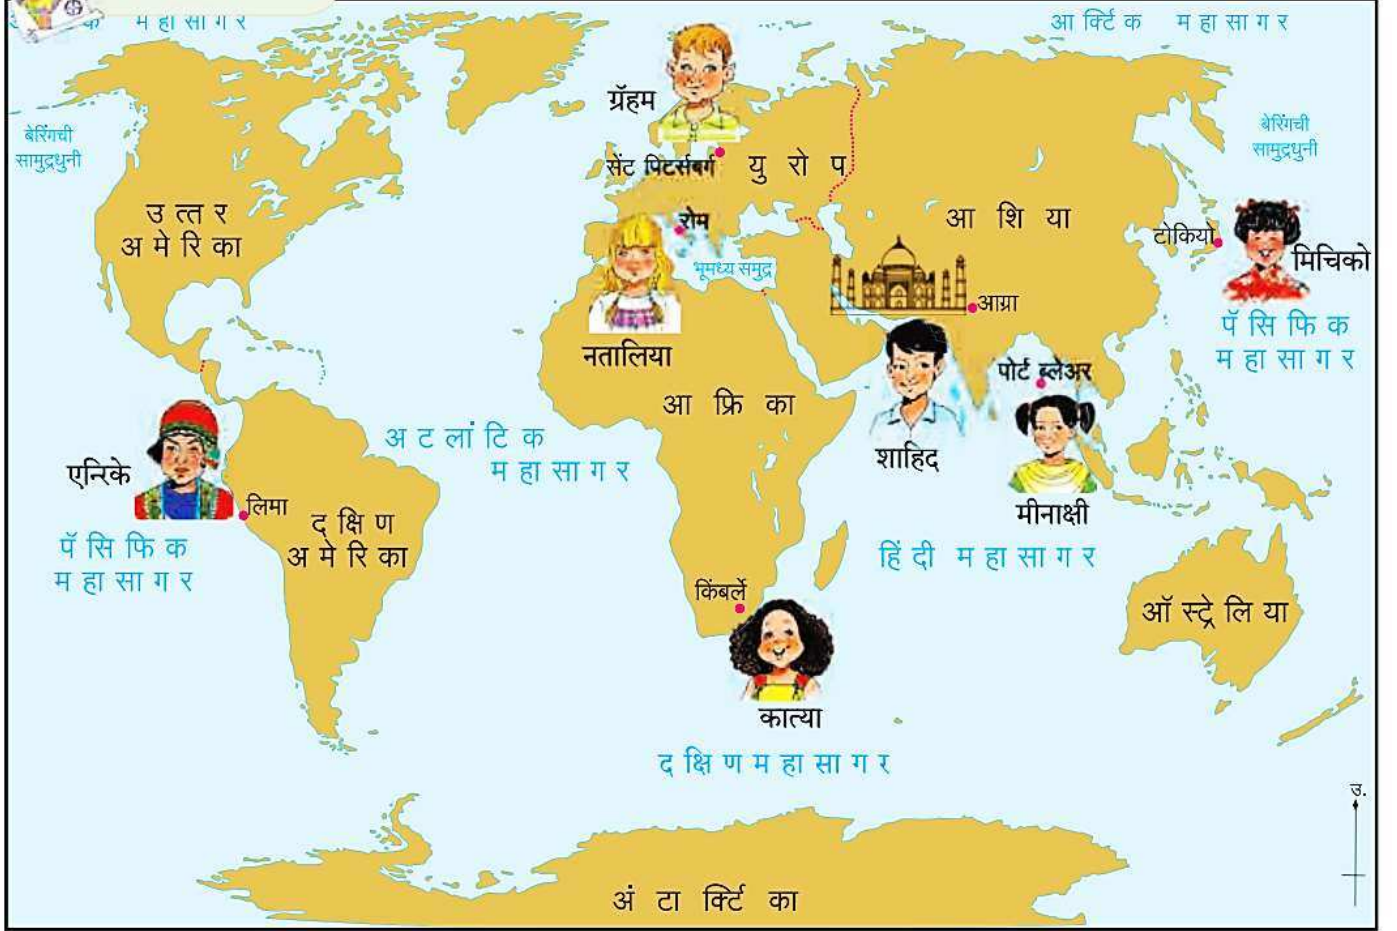 महासागर
आर्क्टिक महासागर
ग्रॅहम
बेरिंगची
सामुद्रधुनी
बेरिंगची
सामुद्रधुनी
सेंट पिटर्सबर्ग
युरोप
उत्तर
अमेरिका
रोम
आशिया
टोकियो
मिचिको
भूमध्य समुद्र
आग्रा
पॅसिफिक
महासागर
नतालिया
पोर्ट ब्लेअर
आफ्रिका
अटलांटिक
महासागर
शाहिद
एन्रिके
लिमा
मीनाक्षी
दक्षिण
अमेरिका
पॅसिफिक
महासागर
हिंदी महासागर
किंबर्ले
ऑस्ट्रेलिया
कात्या
दक्षिण महासागर
उ.
अंटार्क्टिका